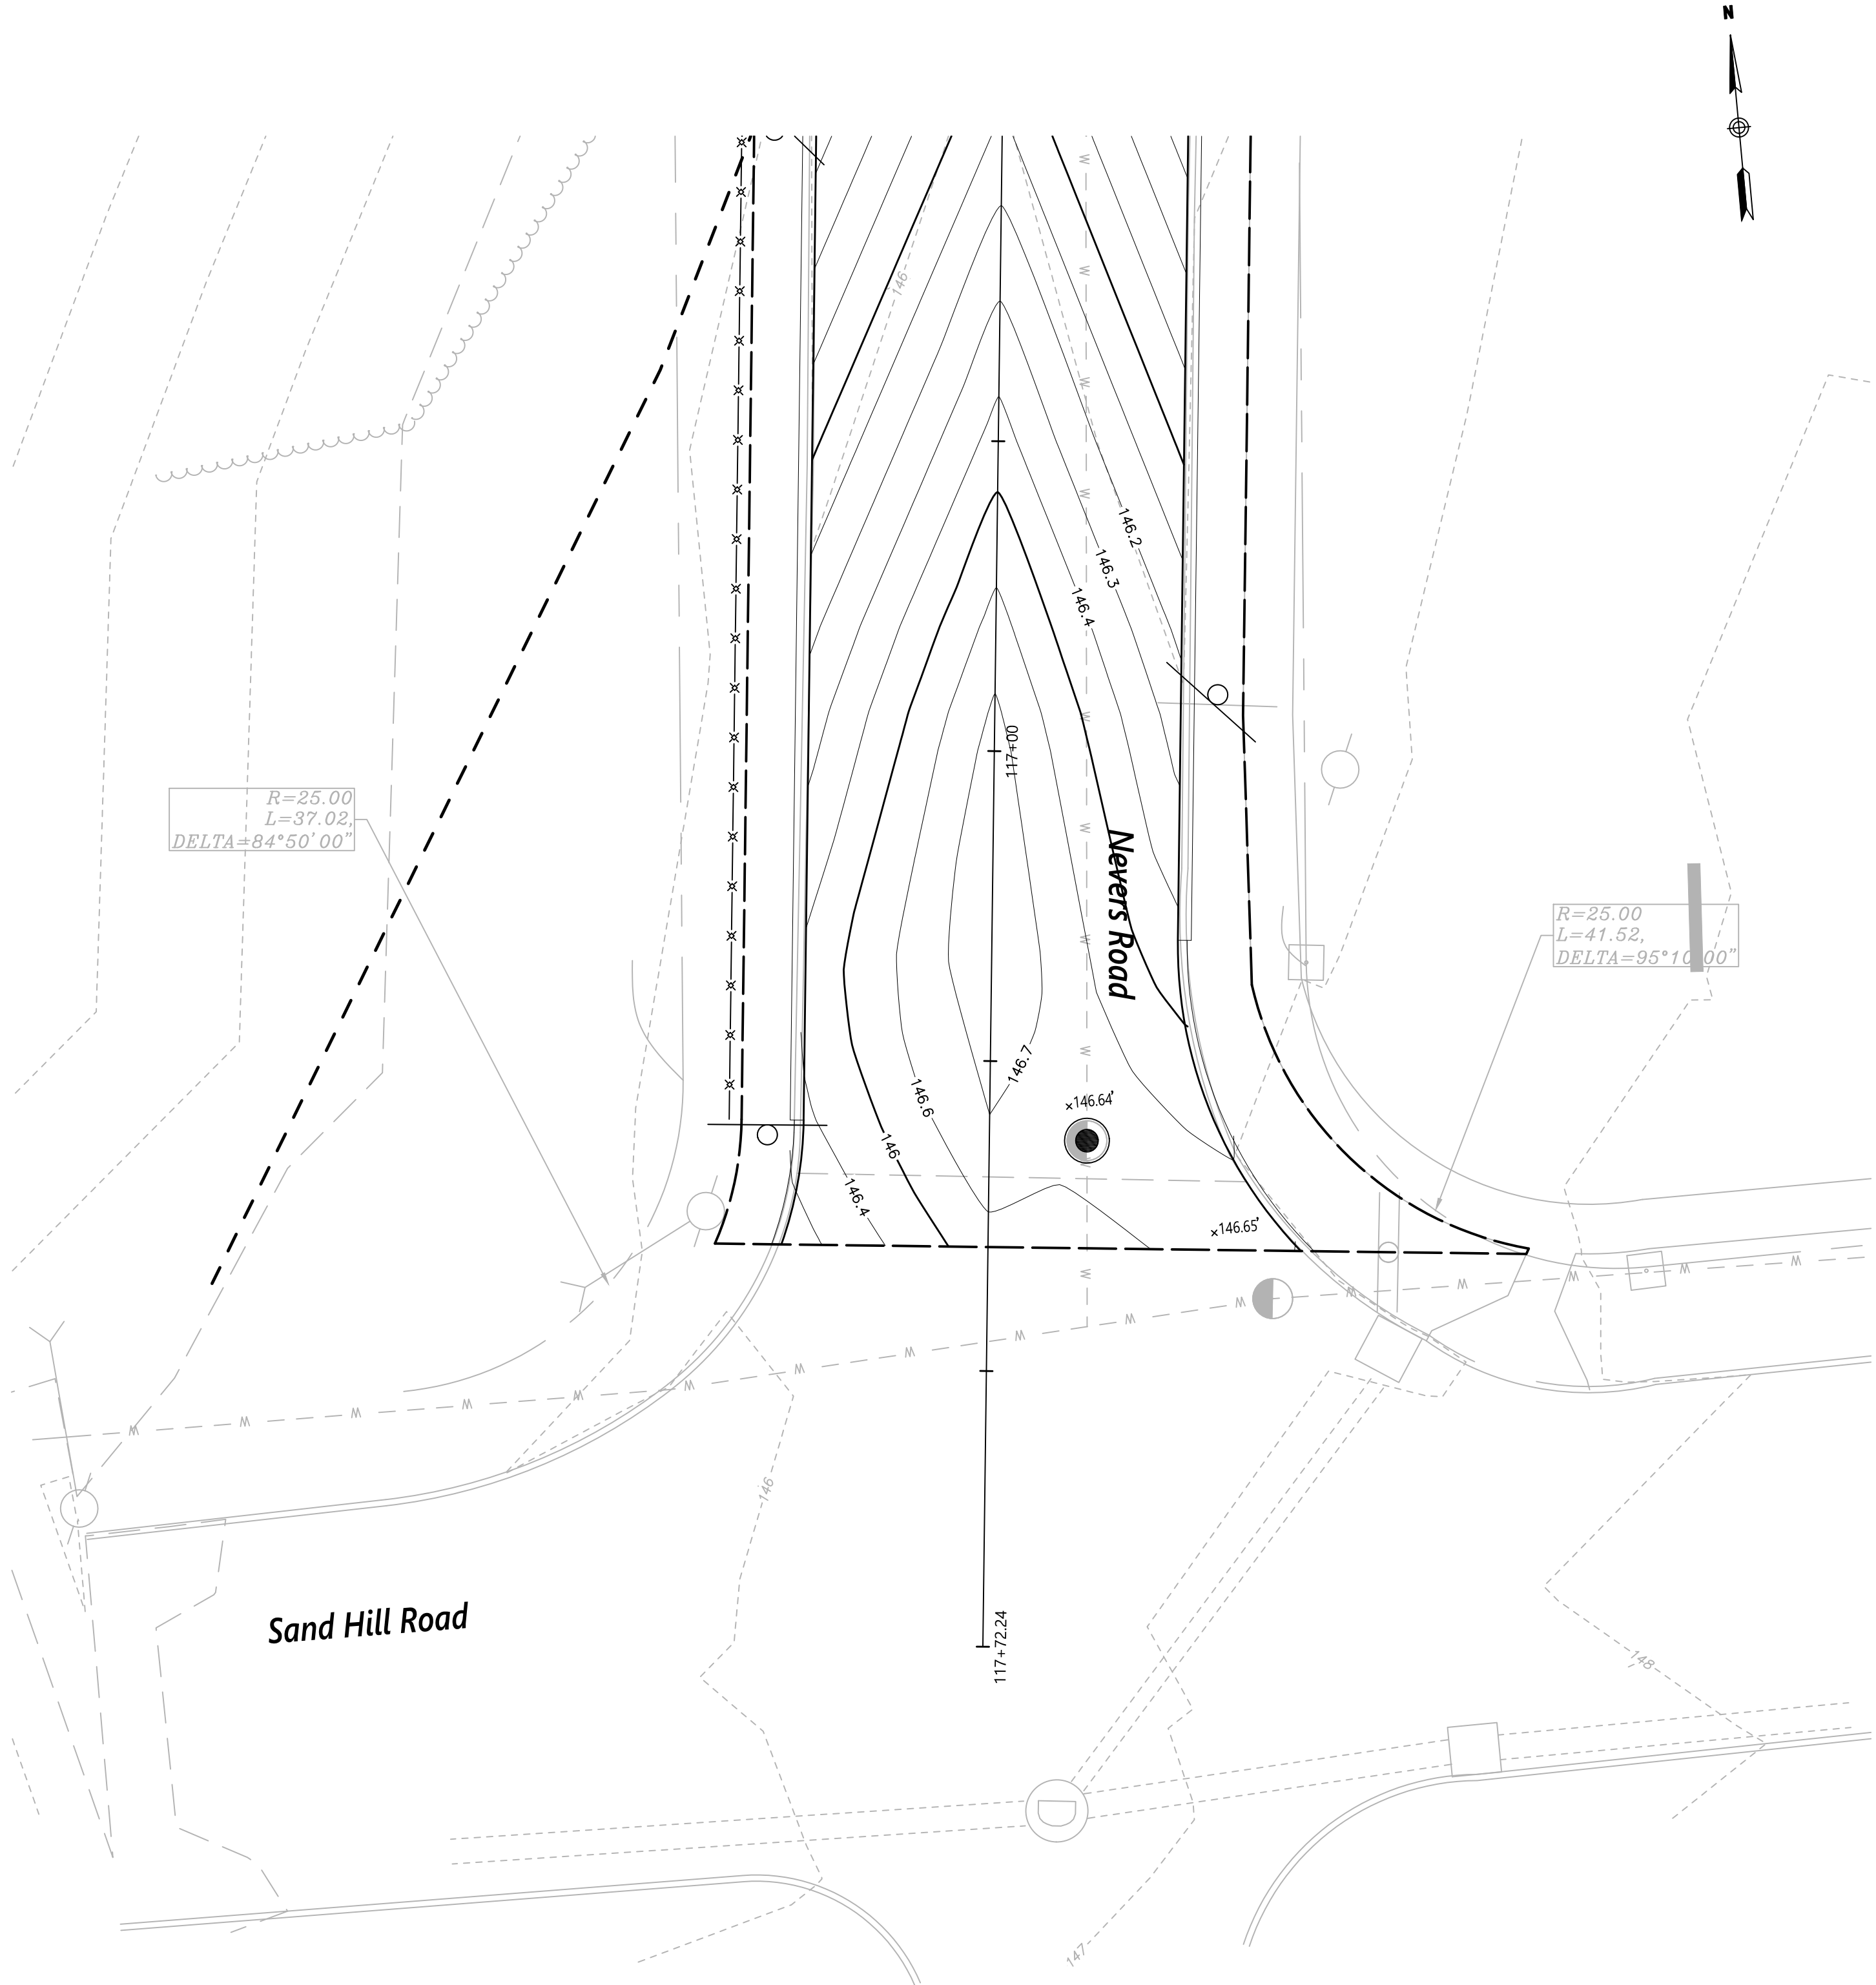 N
146
146.2
146.3
146.4
117+00
R=25.00
L=37.02,
DELTA=84°50'00"
Nevers Road
R=25.00
L=41.52,
DELTA=95°10'00"
146.7
146.6
×146.64'
146
146.4
×146.65'
W
146
Sand Hill Road
117+72.24
148
147